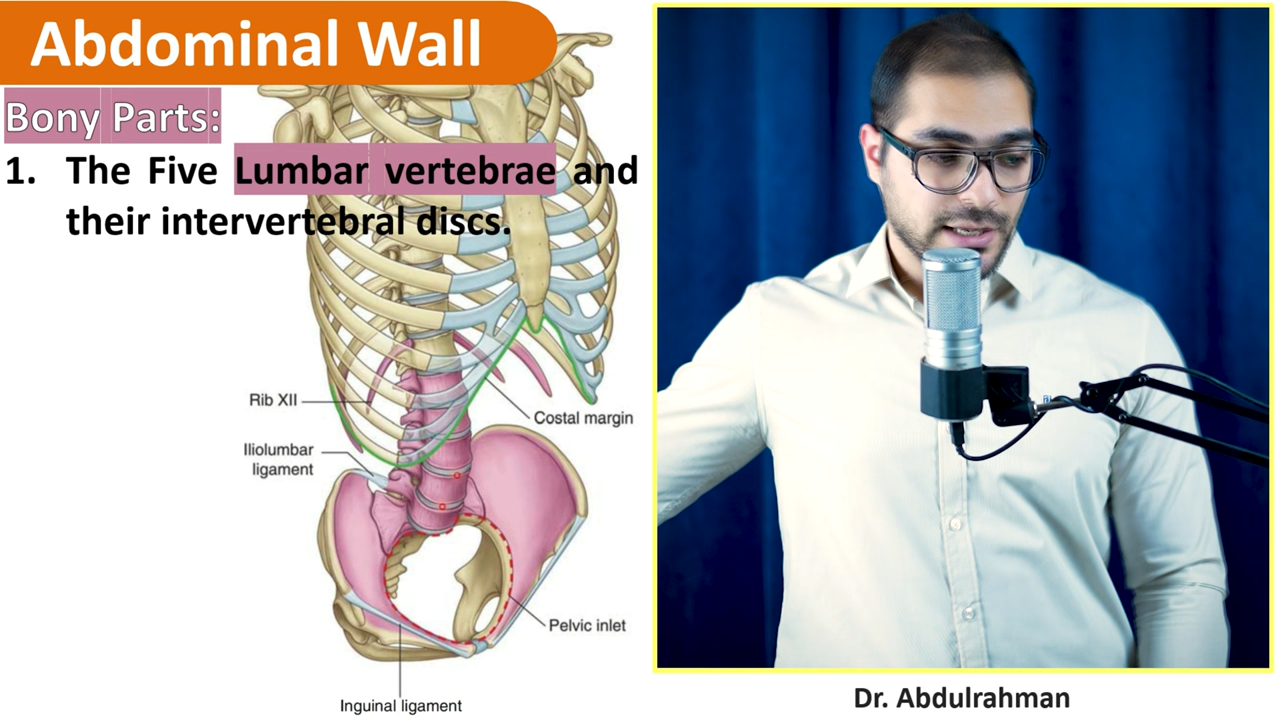 Abdominal Wall
Bony Parts:
1. The Five Lumbar vertebrae and
their intervertebral discs.
Rib XII
Costal margin
Iliolumbar
ligament
Pelvic inlet
Inguinal ligament
Dr. Abdulrahman